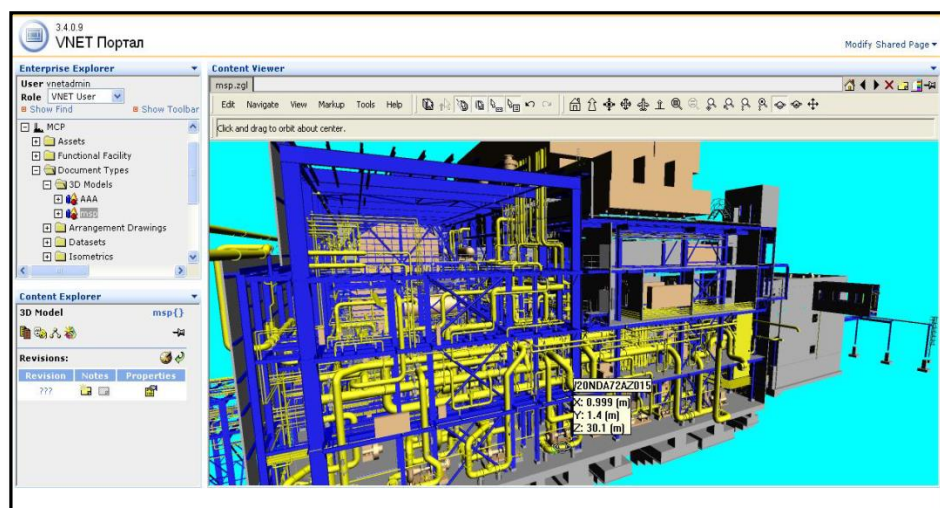 3.4.0.9
VNET Портал
Modify Shared Page
Enterprise Explorer
User vnetadmin
Role VNET User
Show Find Show Toolbar
MCP
Assets
Functional Facility
Document Types
3D Models
AAA
msp
Arrangement Drawings
Datasets
Isometrics
Content Explorer
3D Model msp{}
Revisions:
Revision Notes Properties
???
Content Viewer
msp.zgl
Edit Navigate View Markup Tools Help
Click and drag to orbit about center.
/20NDA72AZ015
X: 0.999 (m)
Y: 1.4 (m)
Z: 30.1 (m)